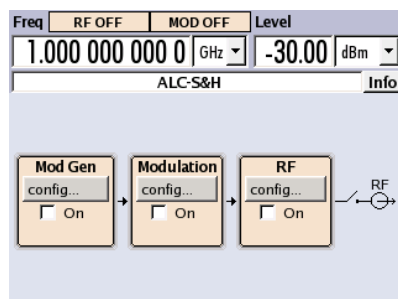 Freq RF OFF MOD OFF Level
1.000 000 000 0 GHz -30.00 dBm
ALC-S&H Info
Mod Gen Modulation RF
config... config... config... RF
On On On